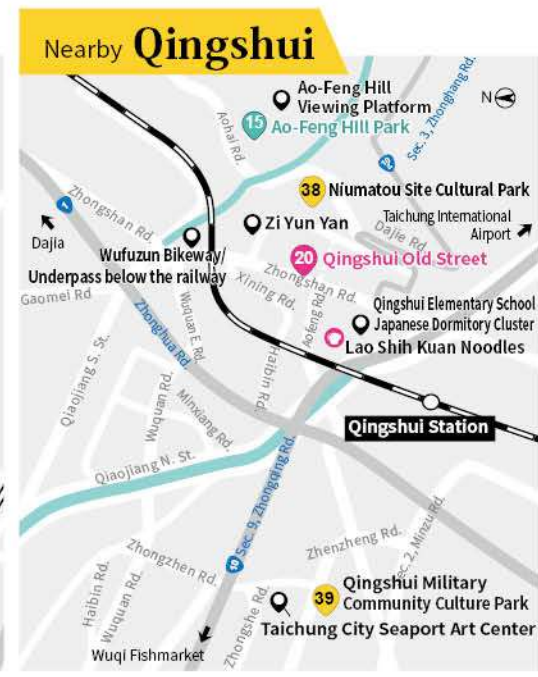 Nearby Qingshui
Ao-Feng Hill
Viewing Platform
N
15 Ao-Feng Hill Park
Aohai Rd.
Sec. 3, Zhonghang Rd.
10
38 Niumatou Site Cultural Park
1
Zhongshan Rd.
Dajia
Zi Yun Yan
Dajie Rd.
Taichung International
Airport
Wufuzun Bikeway/
Underpass below the railway
20 Qingshui Old Street
Zhongshan Rd.
Gaomei Rd
Xining Rd.
Aofeng Rd.
Qingshui Elementary School
Japanese Dormitory Cluster
Lao Shih Kuan Noodles
Zhonghua Rd.
Wuquan E. Rd.
Haibin Rd.
Qiaojiang S. St.
Wuquan Rd.
Minxiang Rd.
Qingshui Station
Qiaojiang N. St.
10 Sec. 9, Zhongqing Rd.
Zhongzhen Rd.
Zhenzheng Rd.
Sec. 2, Minzu Rd.
Haibin Rd.
Wuquan Rd.
Zhongshe Rd.
39 Qingshui Military
Community Culture Park
Taichung City Seaport Art Center
Wuqi Fishmarket